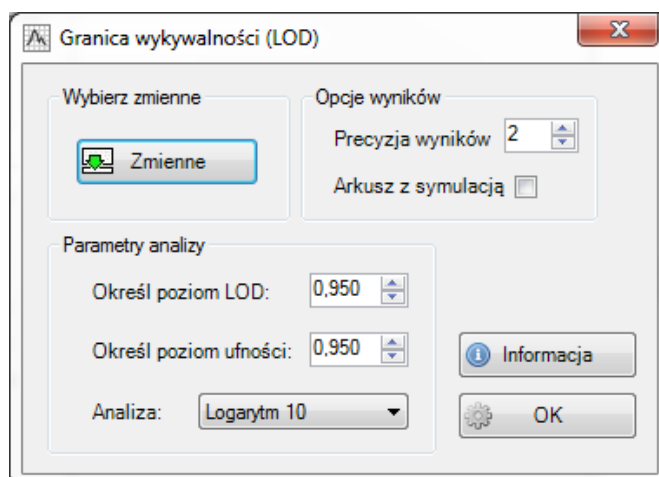 Granica wykywalności (LOD)
Wybierz zmienne
Zmienne
Opcje wyników
Precyzja wyników 2
Arkusz z symulacją
Parametry analizy
Określ poziom LOD: 0,950
Określ poziom ufności: 0,950
Analiza: Logarytm 10
Informacja
OK